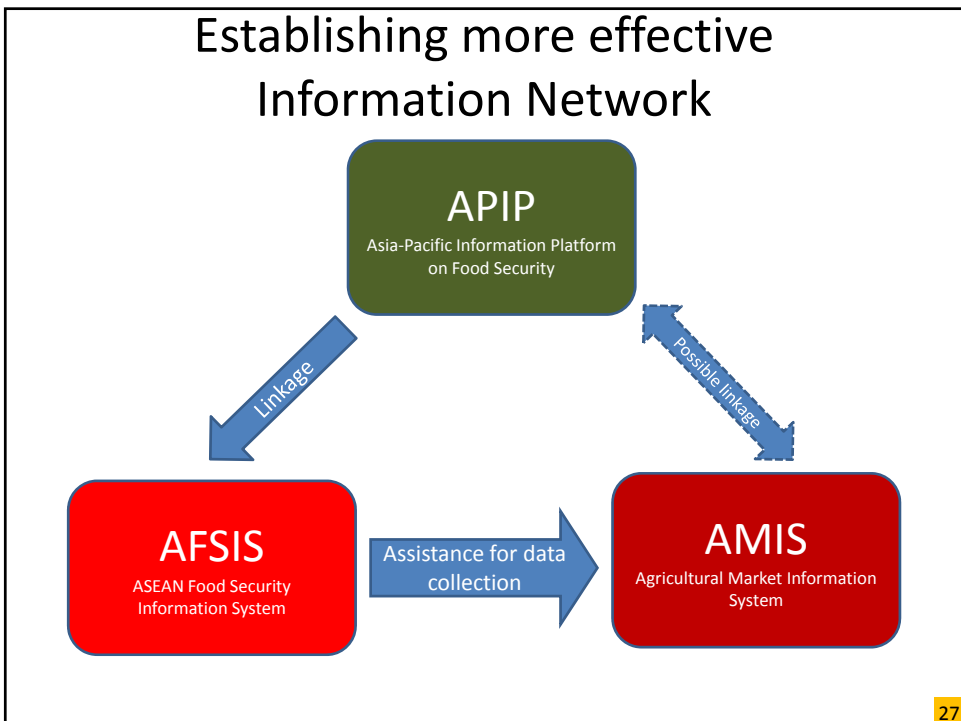 Establishing more effective
Information Network
APIP
Asia-Pacific Information Platform
on Food Security
Linkage
Possible linkage
AFSIS
ASEAN Food Security
Information System
Assistance for data
collection
AMIS
Agricultural Market Information
System
27